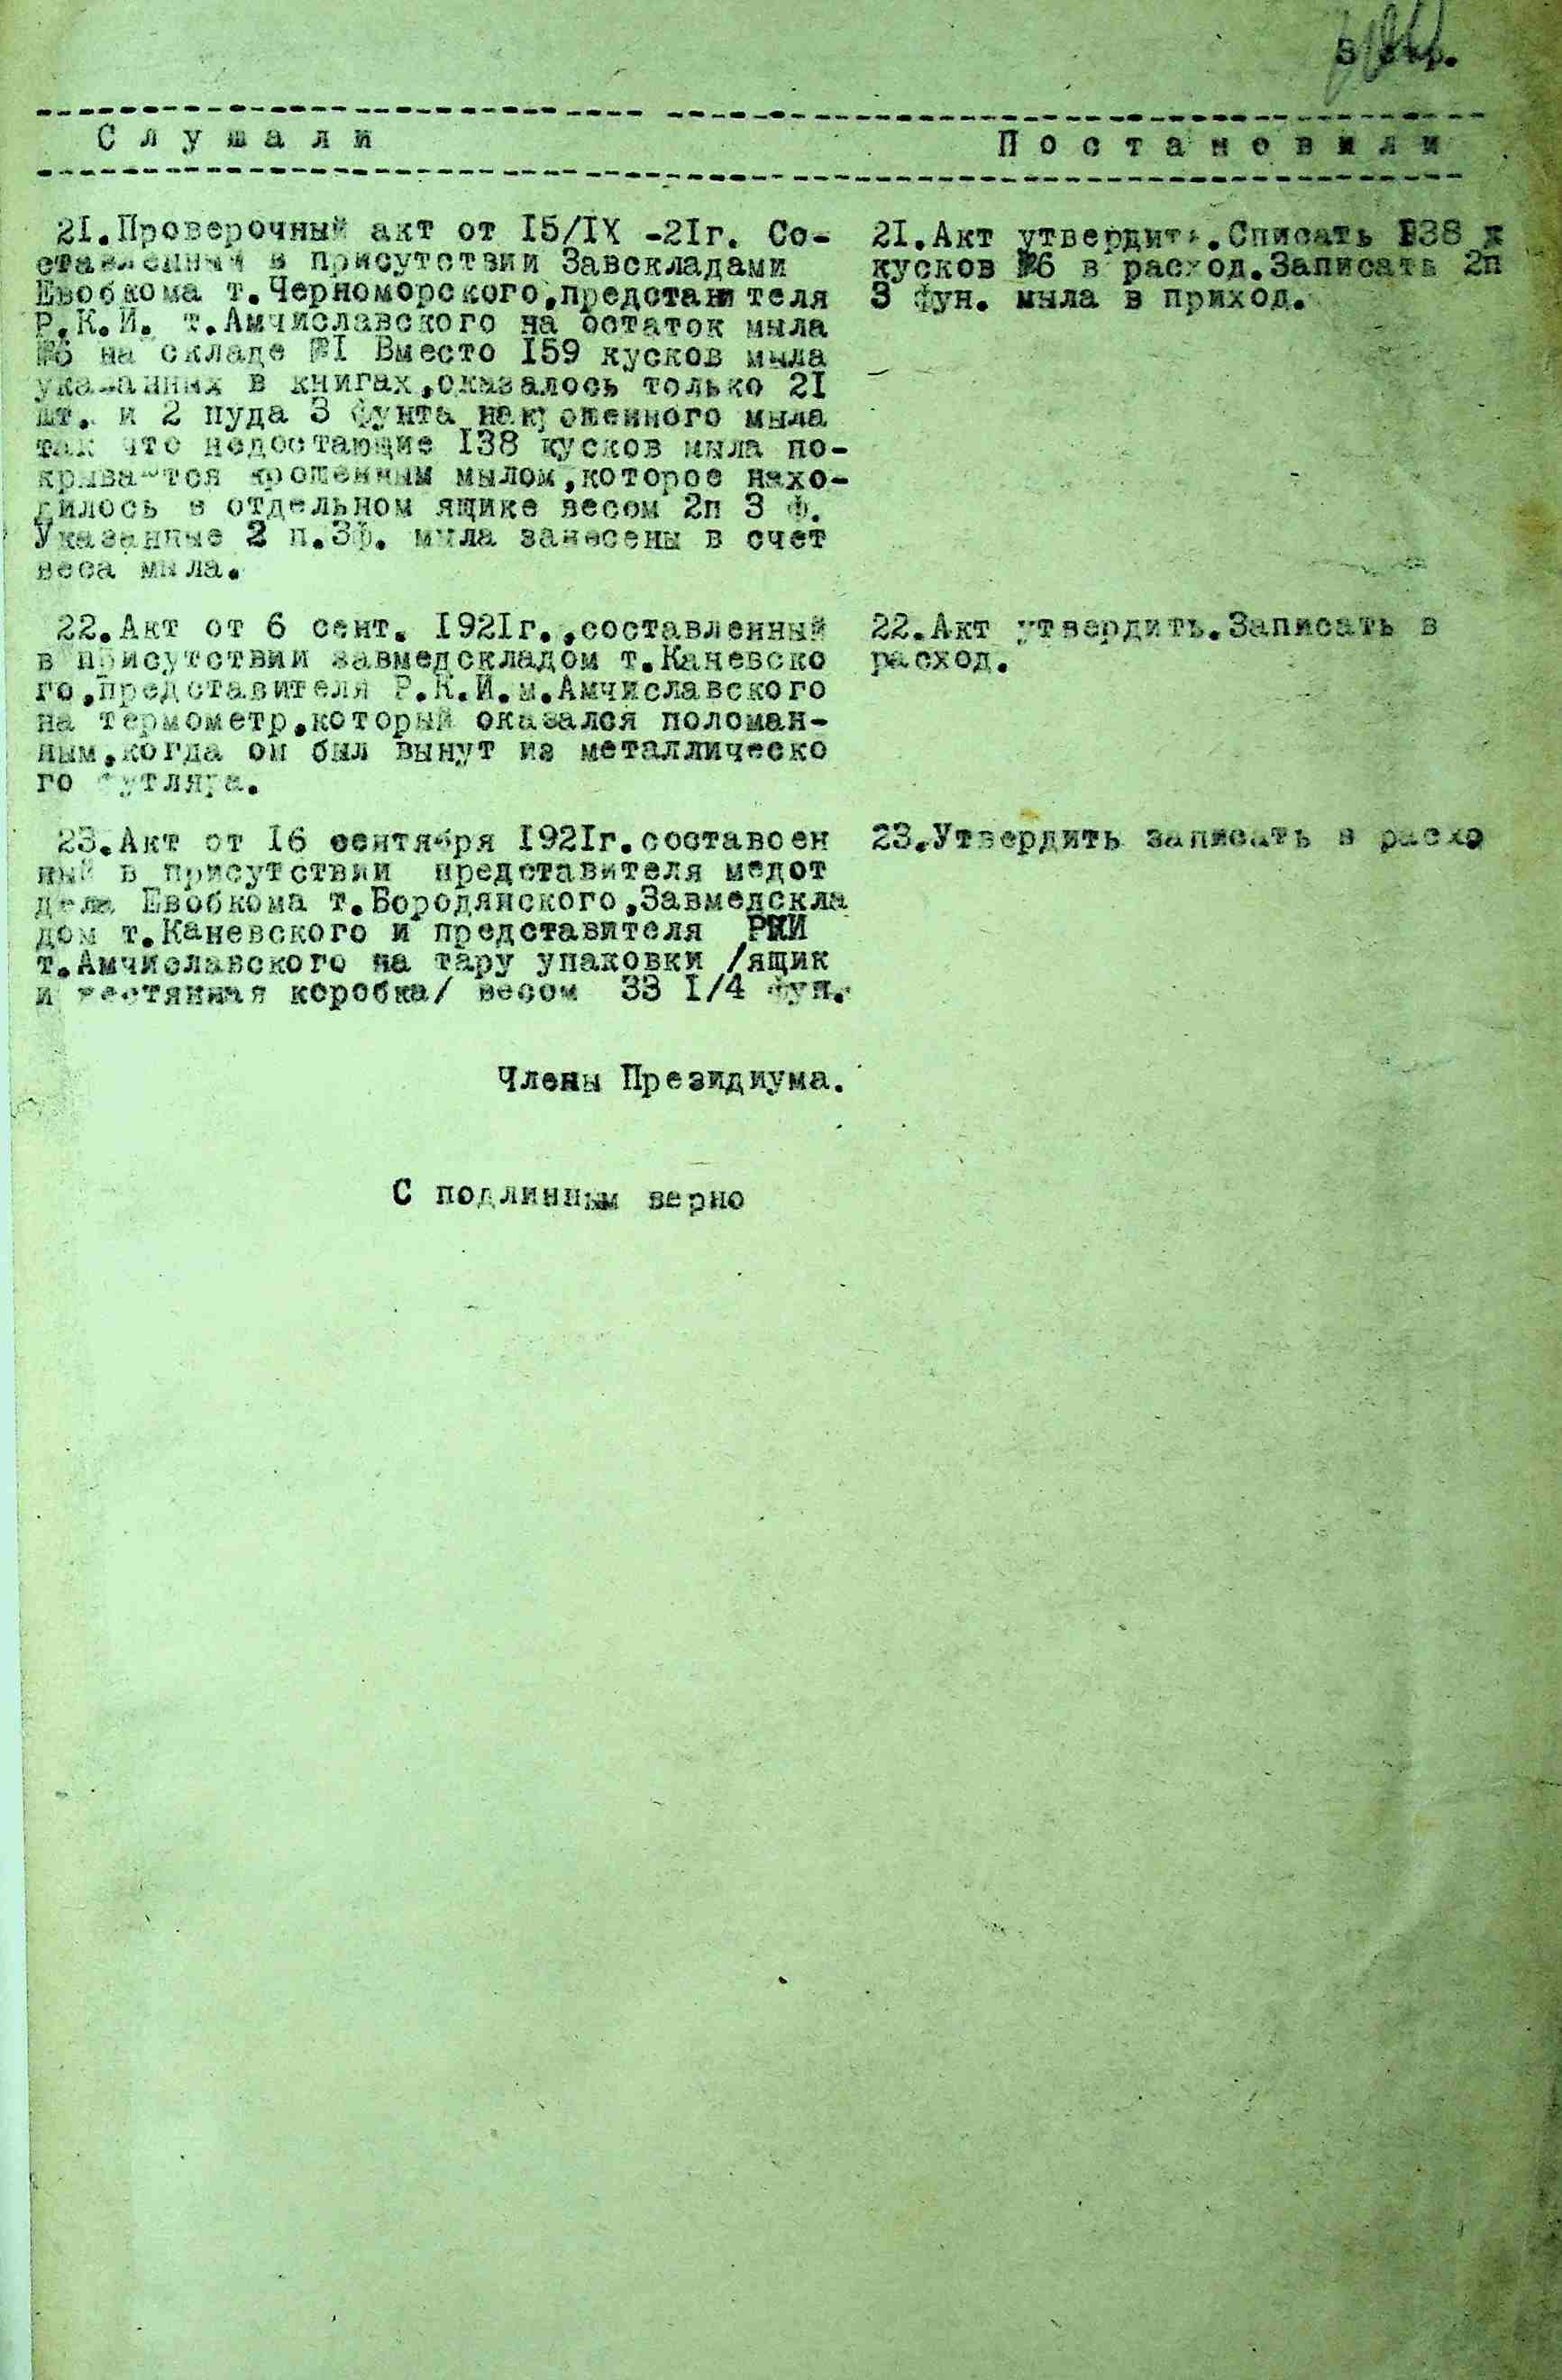 С л у ш а л и
П о с т а н о в и л и
21.Проверочный акт от 15/IX -21г. Со-
ставленный в присутствии Завскладами
Евобкома т.Черноморского,представителя
Р.К.И. т.Амчиславского на остаток мыла
№6 на складе №1 Вместо 159 кусков мыла
указанных в книгах,оказалось только 21
шт. и 2 пуда 3 фунта накрошенного мыла
так что недостающие 138 кусков мыла по-
крываются крошенным мылом,которое нахо-
дилось в отдельном ящике весом 2п 3 ф.
Указанные 2 п.3ф. мыла занесены в счет
веса мыла.
21.Акт утвердить.Списать 138
кусков №6 в расход.Записать 2п
3 фун. мыла в приход.
22.Акт от 6 сент. 1921г.,составленный
в присутствии завмедскладом т.Каневско
го,представителя Р.К.И.м.Амчиславского
на термометр,который оказался поломан-
ным,когда он был вынут из металлическо
го футляра.
22.Акт утвердить.Записать в
расход.
23.Акт от 16 сентября 1921г.составоен
ный в присутствии представителя медот
дела Евобкома т.Бородянского,Завмедскла
дом т.Каневского и представителя РКИ
т.Амчиславского на тару упаковки /ящик
и жестянная коробка/ весом 33 1/4 фун.
23.Утвердить записать в расхо
Члены Президиума.
С подлинным верно